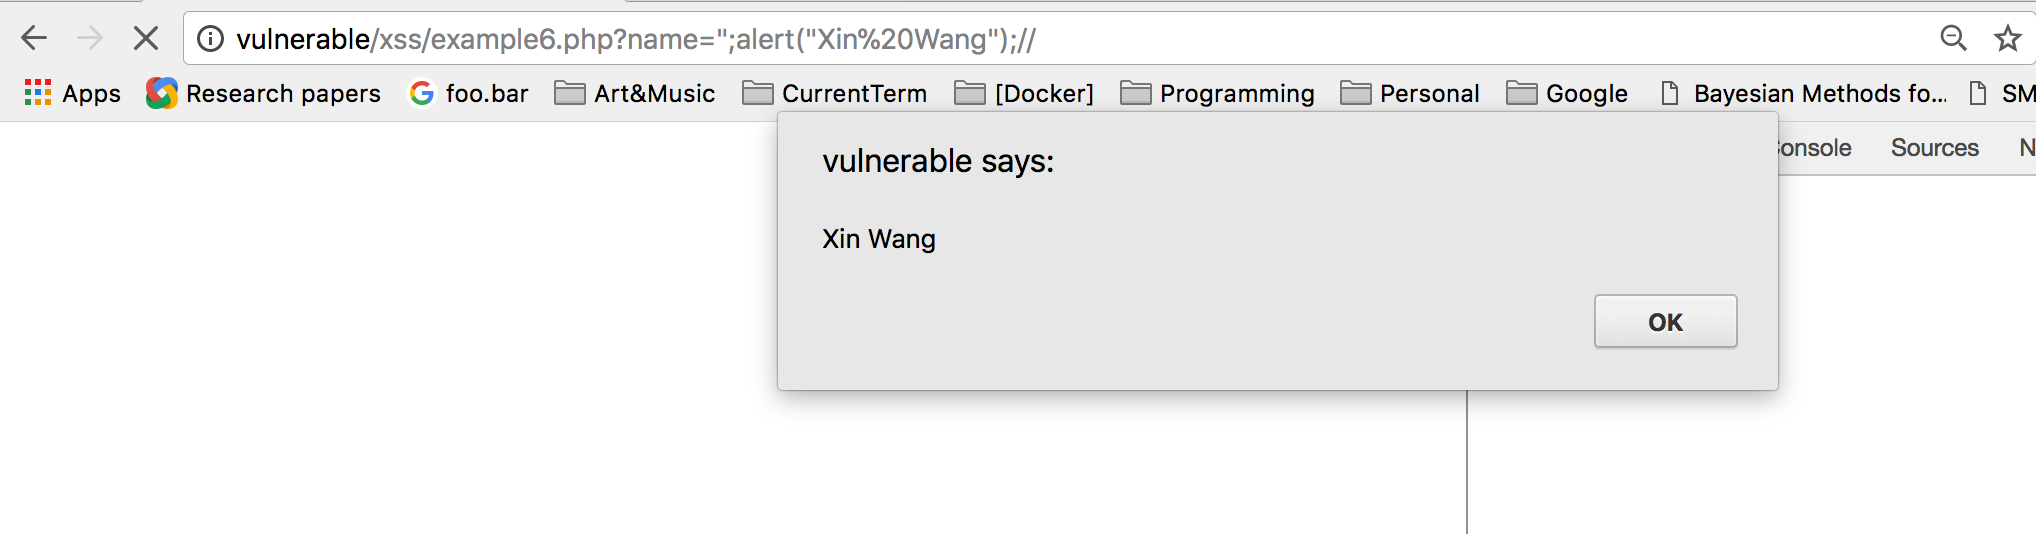 vulnerable/xss/example6.php?name=";alert("Xin%20Wang");//
Apps Research papers foo.bar Art&Music CurrentTerm [Docker] Programming Personal Google Bayesian Methods fo... SM
vulnerable says:
onsole Sources N
Xin Wang
OK